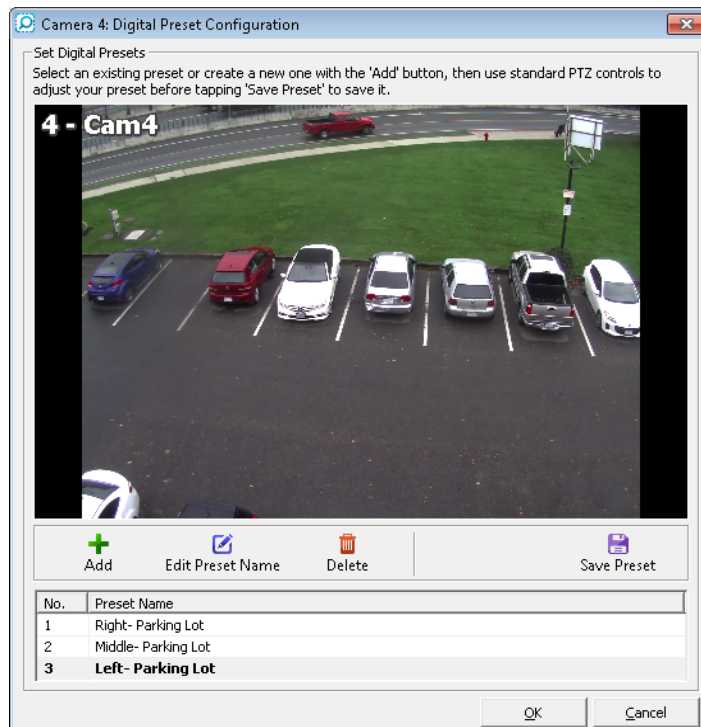 Camera 4: Digital Preset Configuration
Set Digital Presets
Select an existing preset or create a new one with the 'Add' button, then use standard PTZ controls to
adjust your preset before tapping 'Save Preset' to save it.
4 - Cam4
Add
Edit Preset Name
Delete
Save Preset
No. Preset Name
1 Right- Parking Lot
2 Middle- Parking Lot
3 Left- Parking Lot
OK
Cancel